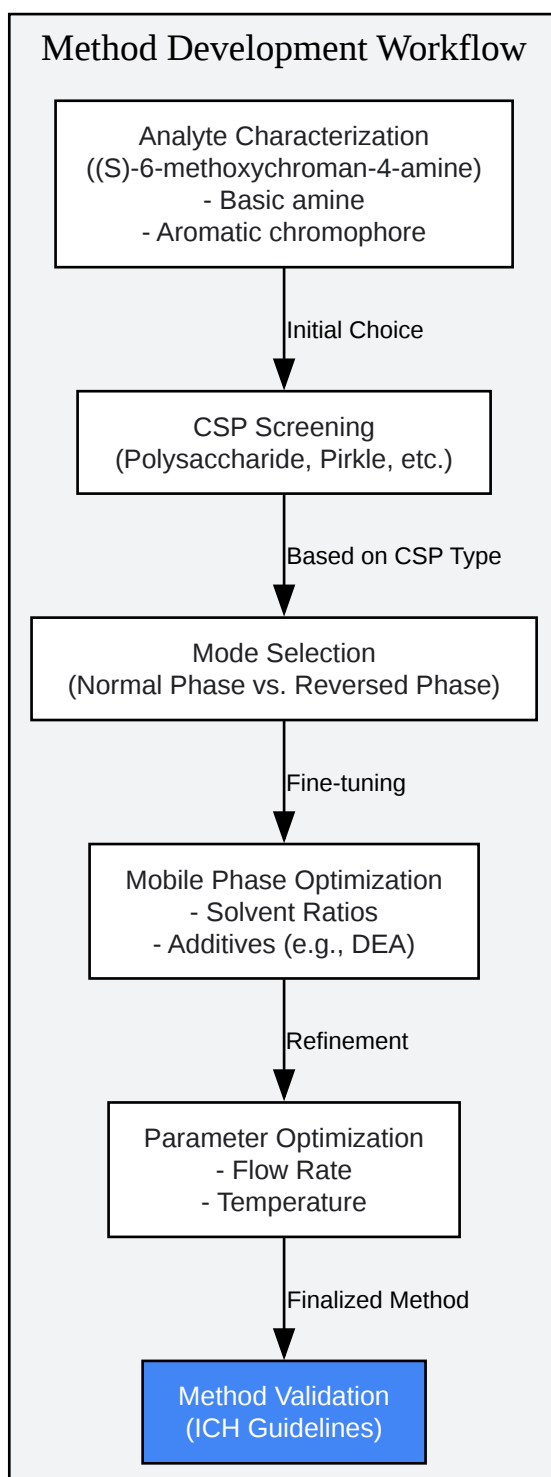 Method Development Workflow
Analyte Characterization
((S)-6-methoxychroman-4-amine)
- Basic amine
- Aromatic chromophore
Initial Choice
CSP Screening
(Polysaccharide, Pirkle, etc.)
Based on CSP Type
Mode Selection
(Normal Phase vs. Reversed Phase)
Fine-tuning
Mobile Phase Optimization
- Solvent Ratios
- Additives (e.g., DEA)
Refinement
Parameter Optimization
- Flow Rate
- Temperature
Finalized Method
Method Validation
(ICH Guidelines)